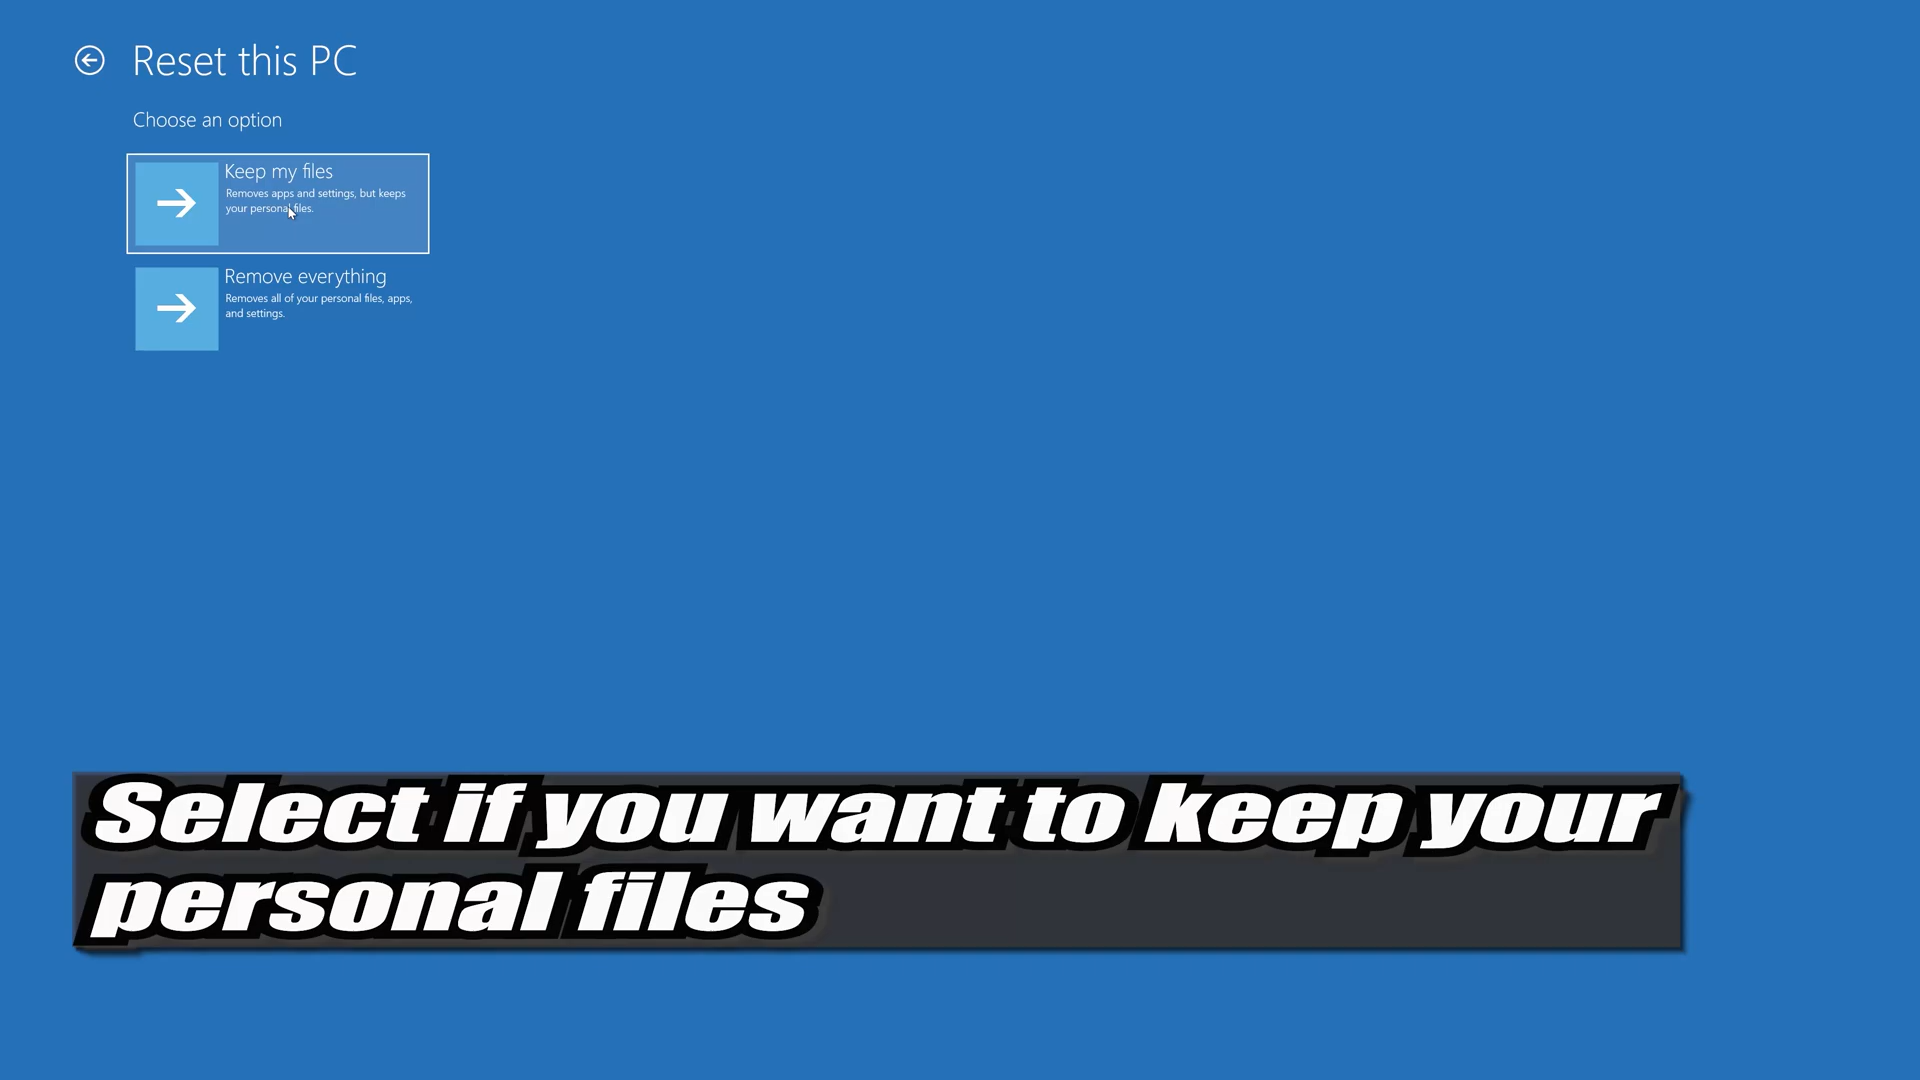 Reset this PC
Choose an option
Keep my files
Removes apps and settings, but keeps
your personal files.
Remove everything
Removes all of your personal files, apps,
and settings.
Select if you want to keep your
personal files